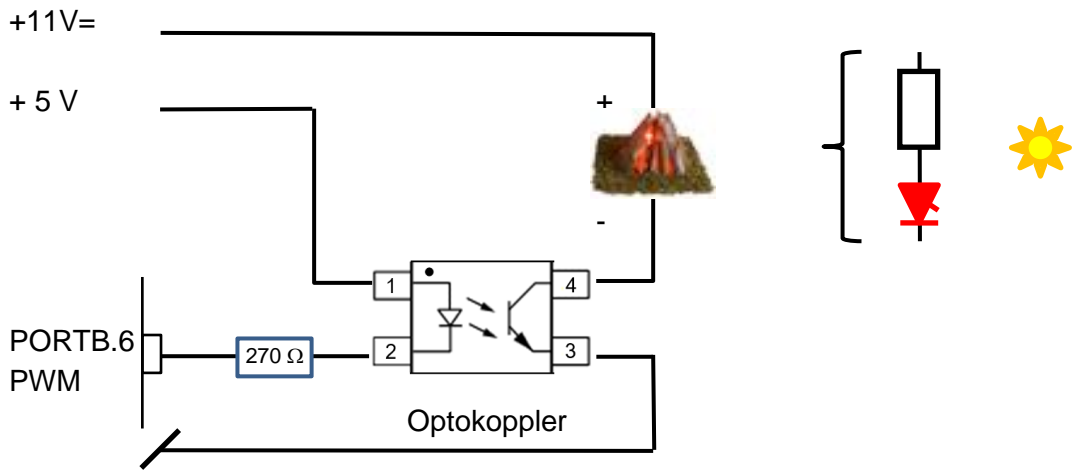 +11V=
+ 5 V
+
-
1
4
PORTB.6
PWM
270 Ω
2
3
Optokoppler